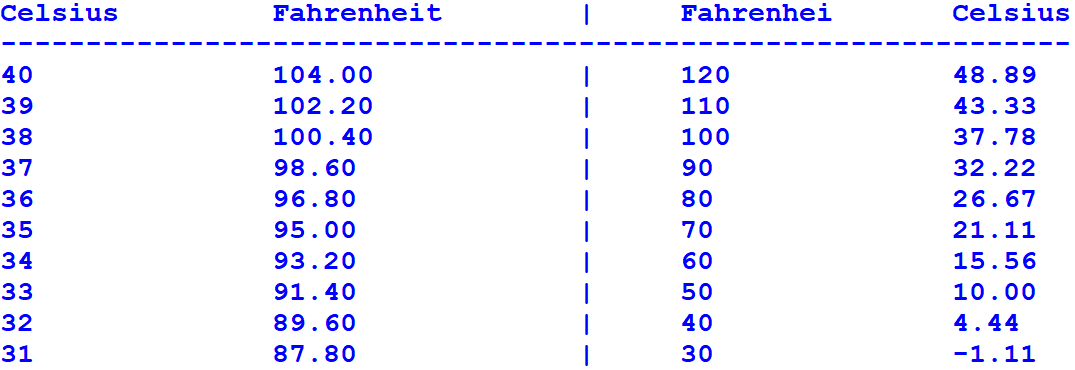 Celsius Fahrenheit | Fahrenhei Celsius
---------------------------------------------------------------
40 104.00 | 120 48.89
39 102.20 | 110 43.33
38 100.40 | 100 37.78
37 98.60 | 90 32.22
36 96.80 | 80 26.67
35 95.00 | 70 21.11
34 93.20 | 60 15.56
33 91.40 | 50 10.00
32 89.60 | 40 4.44
31 87.80 | 30 -1.11